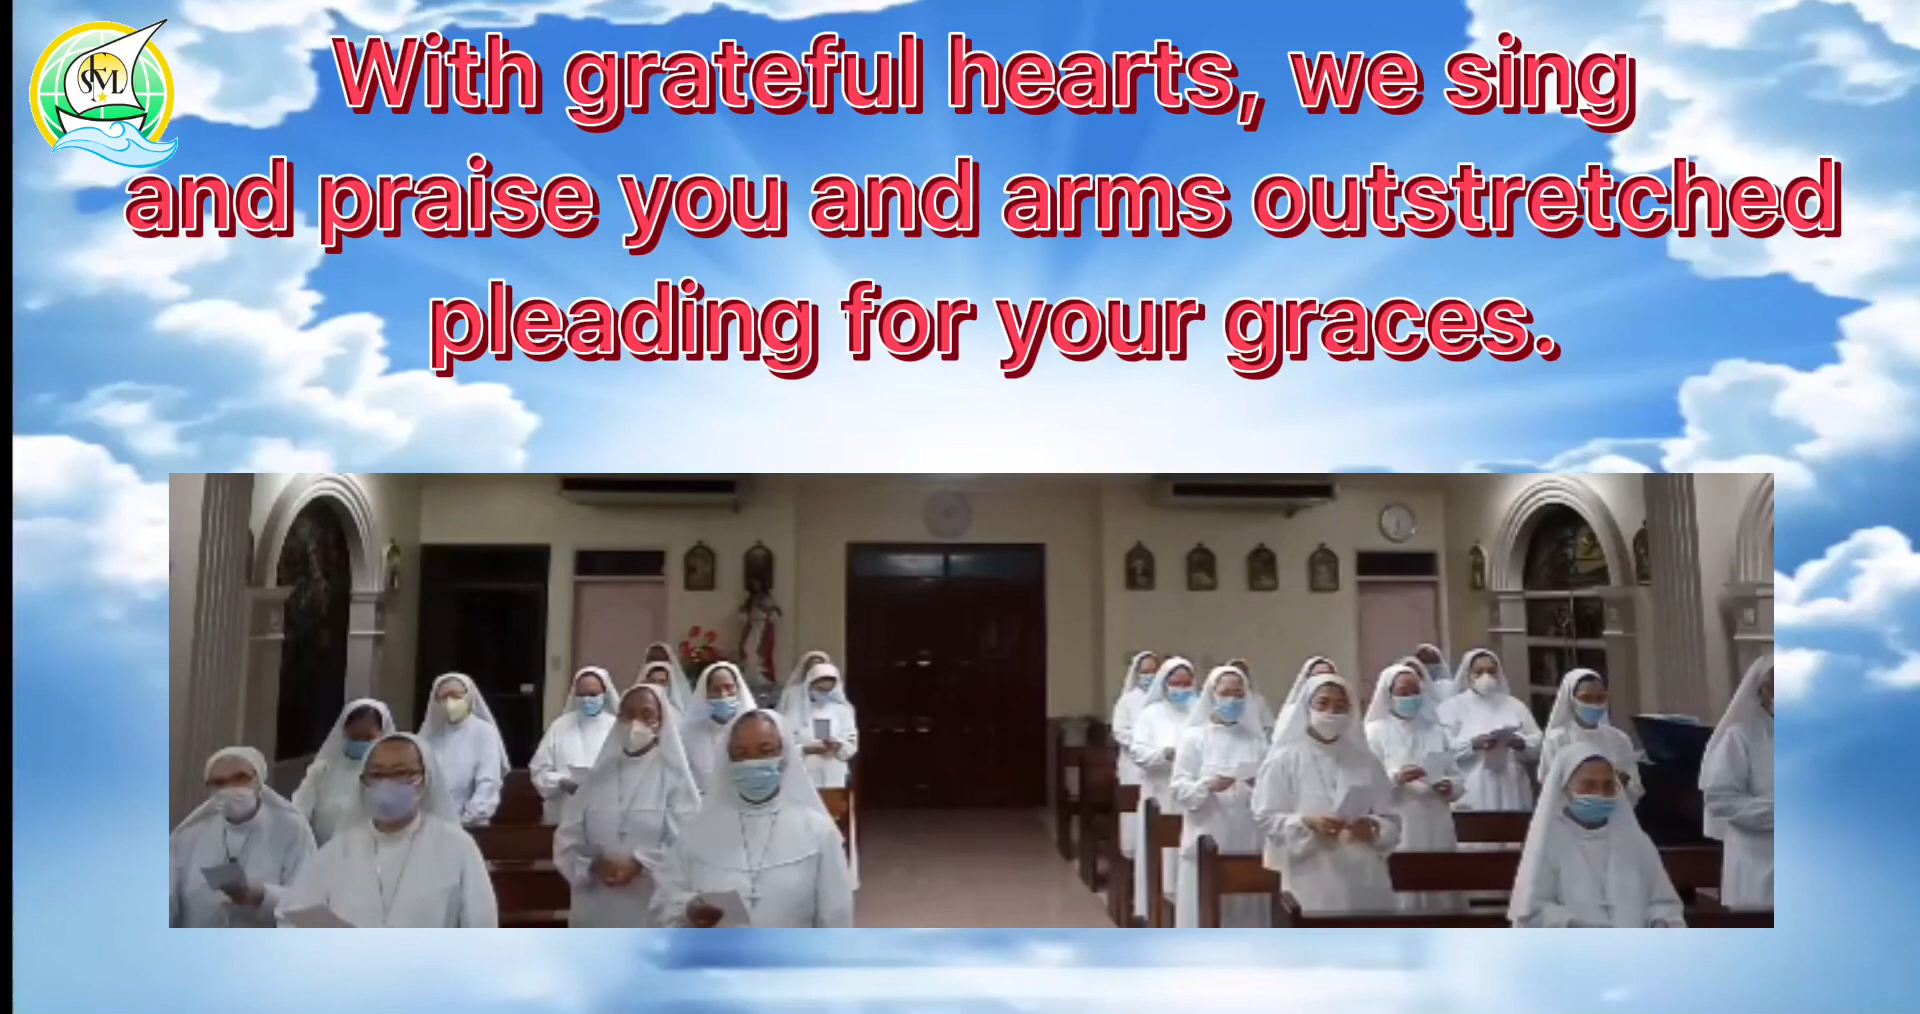 With grateful hearts, we sing
and praise you and arms outstretched
pleading for your graces.